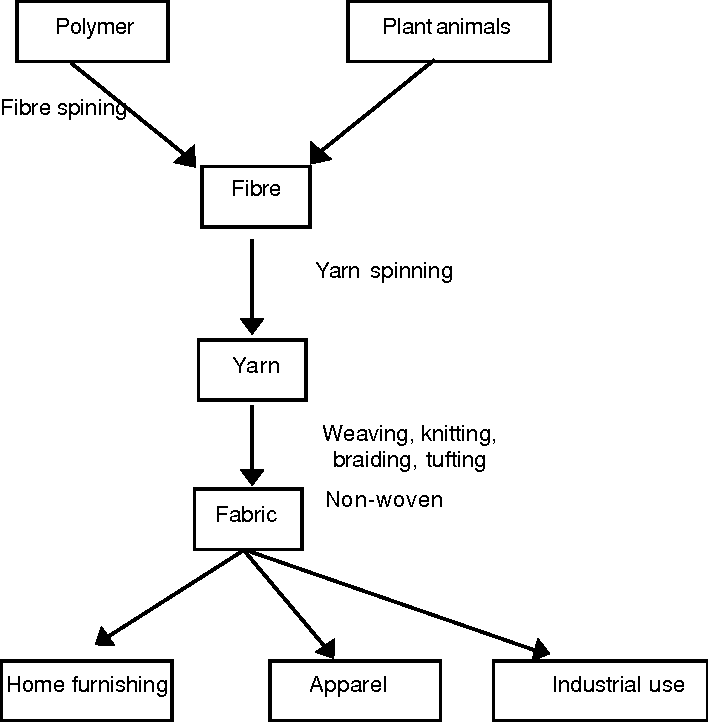 Polymer
Plant animals
Fibre spining
Fibre
Yarn spinning
Yarn
Weaving, knitting,
braiding, tufting
Non-woven
Fabric
Home furnishing
Apparel
Industrial use